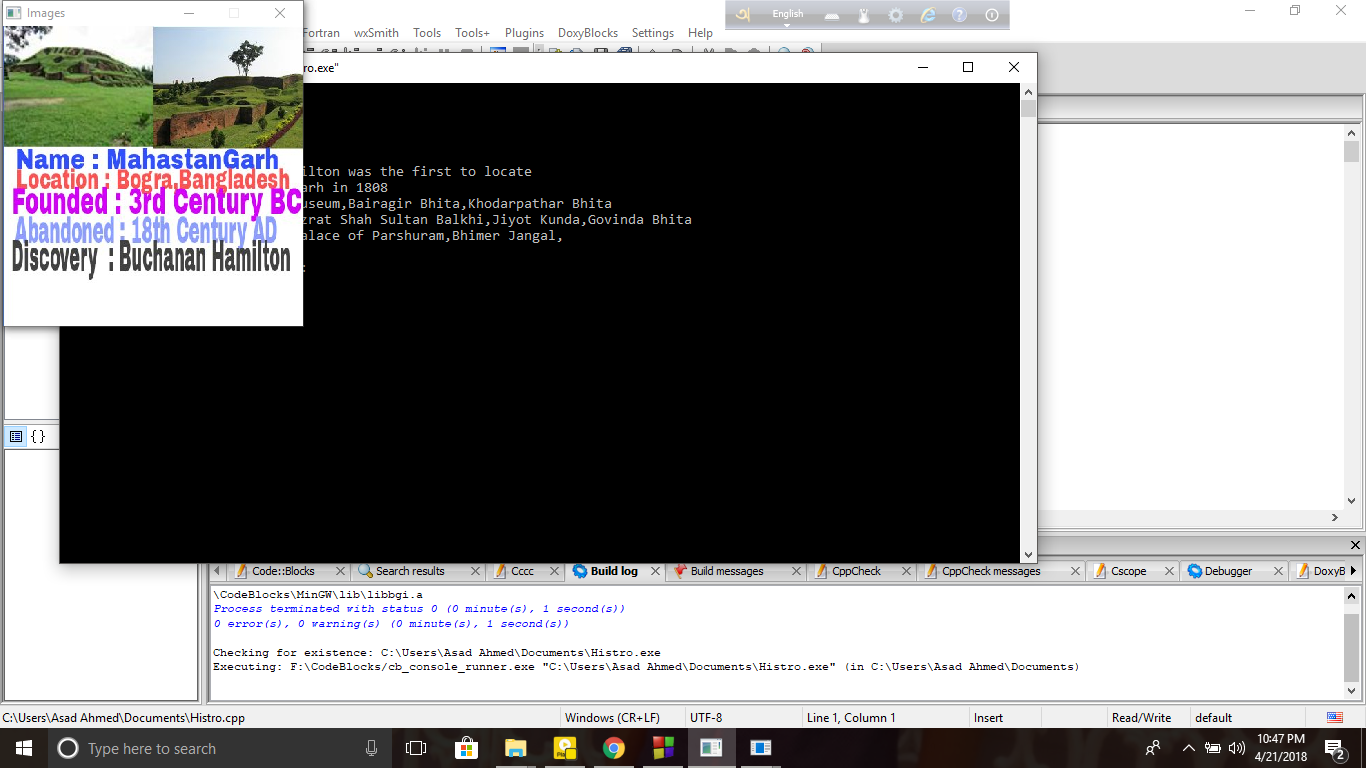 Images
অ English
Fortran wxSmith Tools Tools+ Plugins DoxyBlocks Settings Help
ro.exe"
Name : MahastanGarh
Location : Bogra,Bangladesh
Founded : 3rd Century BC
Abandoned : 18th Century AD
Discovery : Buchanan Hamilton
ilton was the first to locate
arh in 1808
useum,Bairagir Bhita,Khodarpathar Bhita
zrat Shah Sultan Balkhi,Jiyot Kunda,Govinda Bhita
alace of Parshuram,Bhimer Jangal,
:
{}
Code::Blocks Search results Cccc Build log Build messages CppCheck CppCheck messages Cscope Debugger DoxyB
\CodeBlocks\MinGW\lib\libbgi.a
Process terminated with status 0 (0 minute(s), 1 second(s))
0 error(s), 0 warning(s) (0 minute(s), 1 second(s))
Checking for existence: C:\Users\Asad Ahmed\Documents\Histro.exe
Executing: F:\CodeBlocks/cb_console_runner.exe "C:\Users\Asad Ahmed\Documents\Histro.exe" (in C:\Users\Asad Ahmed\Documents)
C:\Users\Asad Ahmed\Documents\Histro.cpp Windows (CR+LF) UTF-8 Line 1, Column 1 Insert Read/Write default
Type here to search
10:47 PM
4/21/2018
2